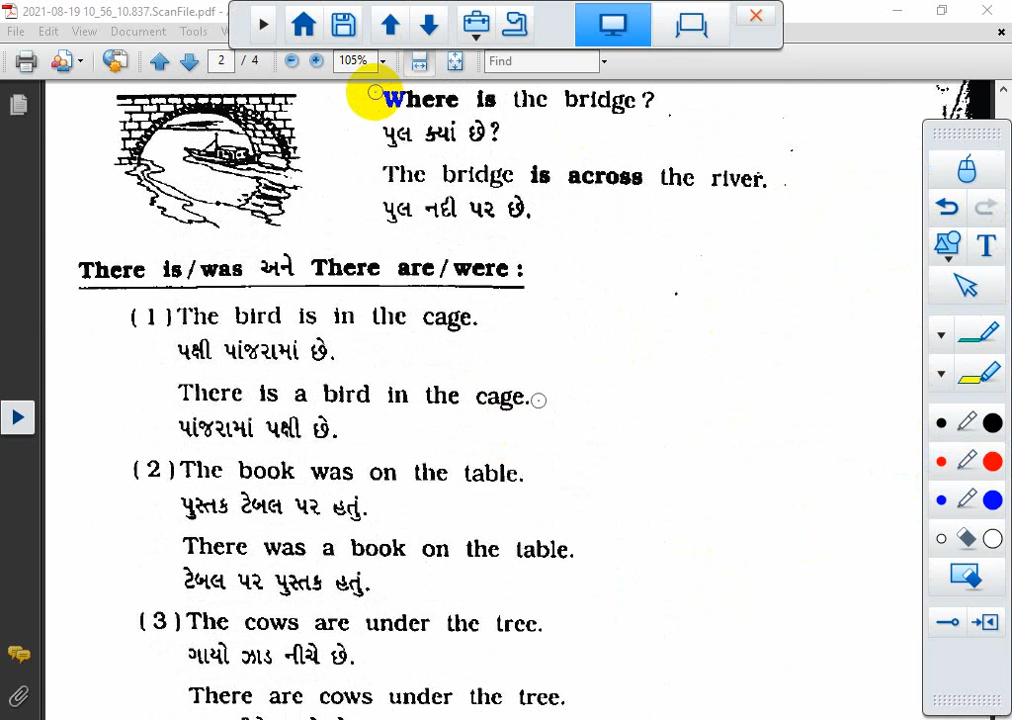 2021-08-19 10_56_10.837.ScanFile.pdf -
File Edit View Document Tools
2 / 4 105% Find
Where is the bridge?
પુલ ક્યાં છે?
The bridge is across the river.
પુલ નદી પર છે.
There is/was અને There are/were :
(1) The bird is in the cage.
પક્ષી પાંજરામાં છે.
There is a bird in the cage.
પાંજરામાં પક્ષી છે.
(2) The book was on the table.
પુસ્તક ટેબલ પર હતું.
There was a book on the table.
ટેબલ પર પુસ્તક હતું.
(3) The cows are under the tree.
ગાયો ઝાડ નીચે છે.
There are cows under the tree.
T